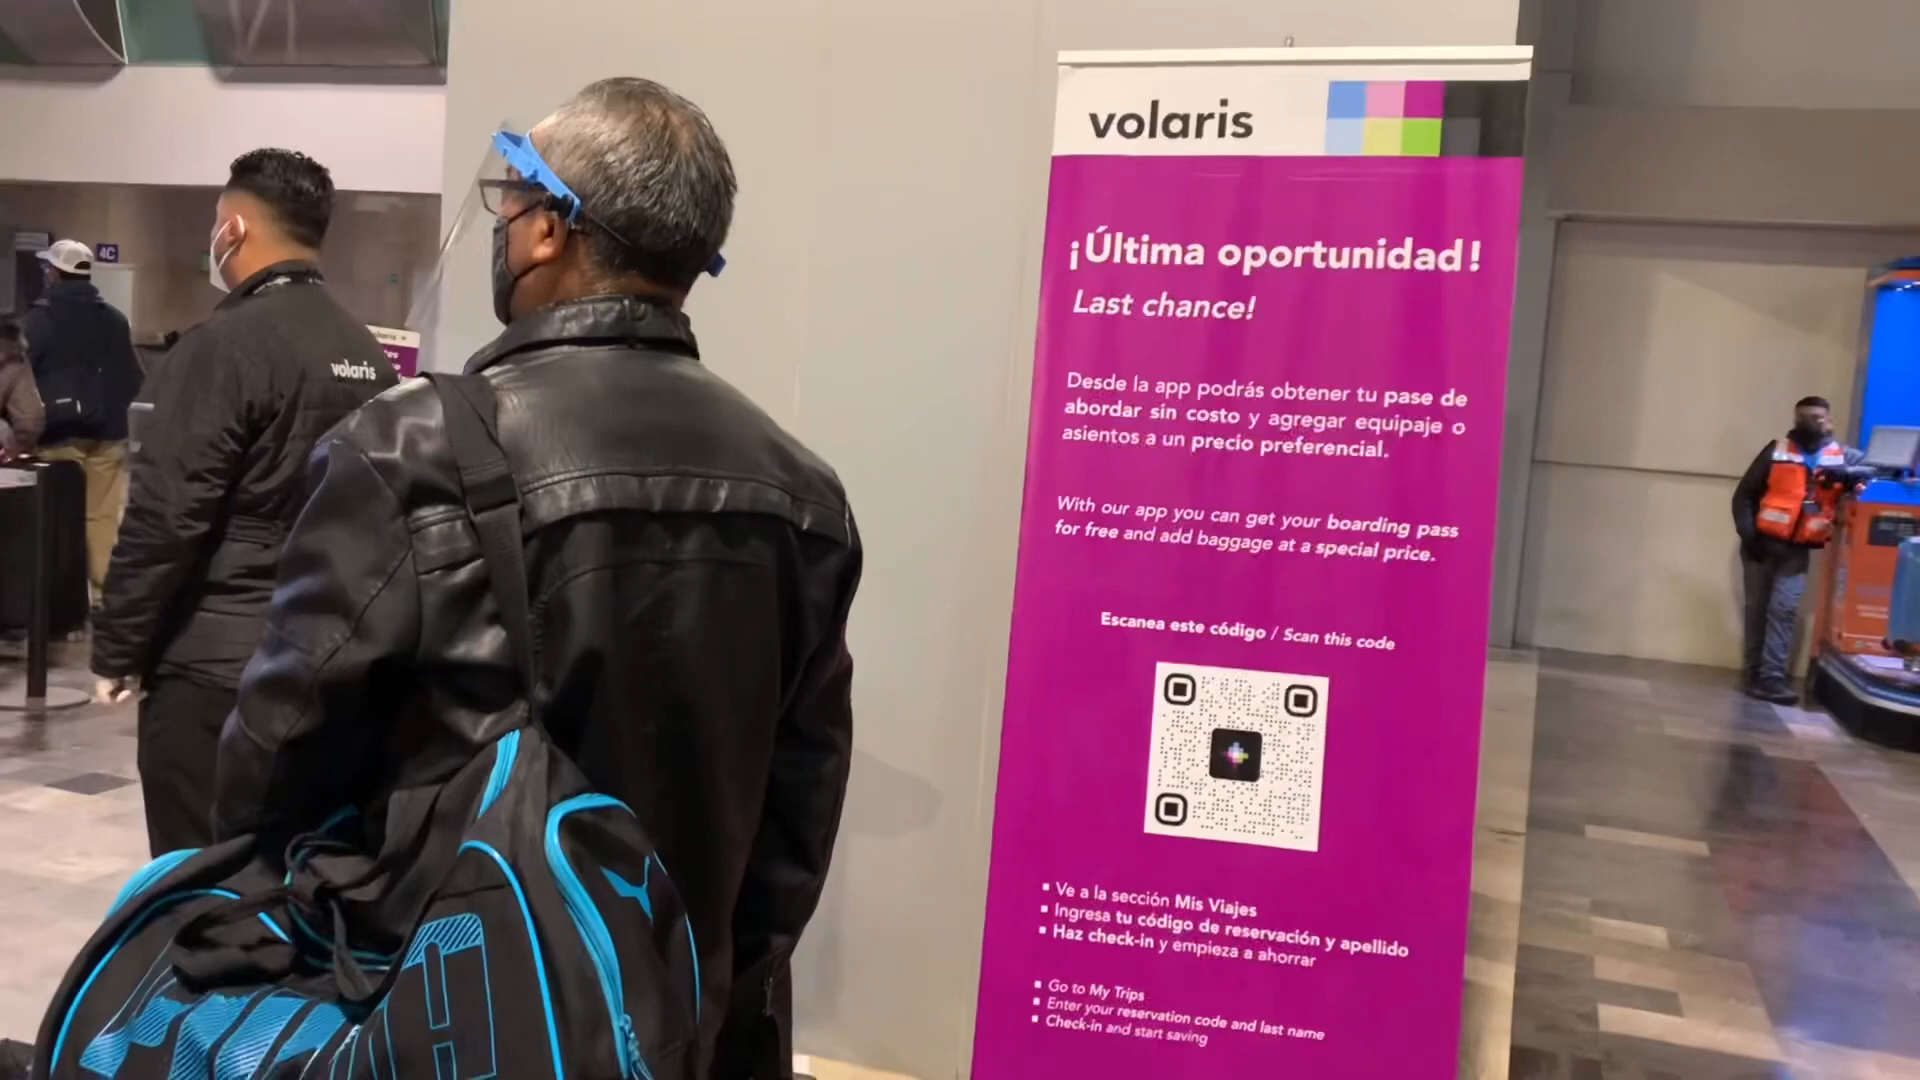 4C
volaris
volaris
¡Última oportunidad!
Last chance!
Desde la app podrás obtener tu pase de
abordar sin costo y agregar equipaje o
asientos a un precio preferencial.
With our app you can get your boarding pass
for free and add baggage at a special price.
Escanea este código / Scan this code
▪ Ve a la sección Mis Viajes
▪ Ingresa tu código de reservación y apellido
▪ Haz check-in y empieza a ahorrar
▪ Go to My Trips
▪ Enter your reservation code and last name
▪ Check-in and start saving